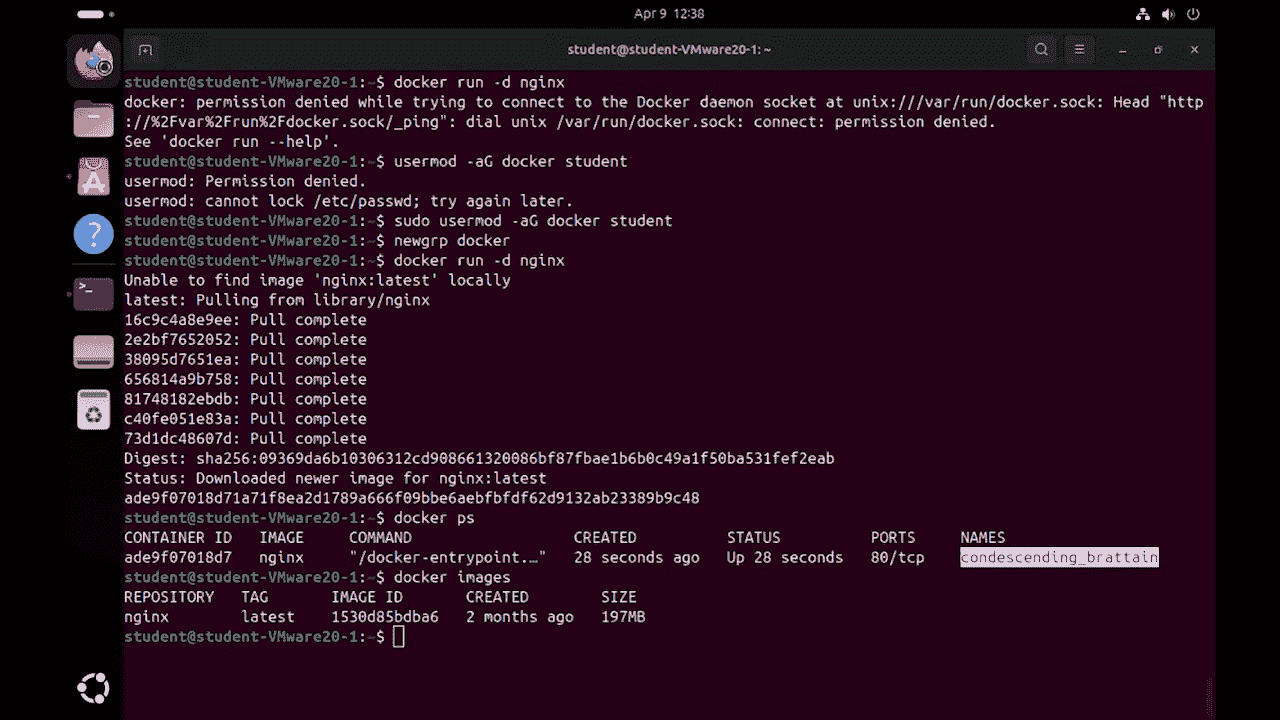 Apr 9 12:38
student@student-VMware20-1: ~
student@student-VMware20-1:~$ docker run -d nginx
docker: permission denied while trying to connect to the Docker daemon socket at unix:///var/run/docker.sock: Head "http
://%2Fvar%2Frun%2Fdocker.sock/_ping": dial unix /var/run/docker.sock: connect: permission denied.
See 'docker run --help'.
student@student-VMware20-1:~$ usermod -aG docker student
usermod: Permission denied.
usermod: cannot lock /etc/passwd; try again later.
student@student-VMware20-1:~$ sudo usermod -aG docker student
student@student-VMware20-1:~$ newgrp docker
student@student-VMware20-1:~$ docker run -d nginx
Unable to find image 'nginx:latest' locally
latest: Pulling from library/nginx
16c9c4a8e9ee: Pull complete
2e2bf7652052: Pull complete
38095d7651ea: Pull complete
656814a9b758: Pull complete
81748182ebdb: Pull complete
c40fe051e83a: Pull complete
73d1dc48607d: Pull complete
Digest: sha256:09369da6b10306312cd908661320086bf87fbae1b6b0c49a1f50ba531fef2eab
Status: Downloaded newer image for nginx:latest
ade9f07018d71a71f8ea2d1789a666f09bbe6aebfbfdf62d9132ab23389b9c48
student@student-VMware20-1:~$ docker ps
CONTAINER ID   IMAGE     COMMAND                  CREATED          STATUS          PORTS     NAMES
ade9f07018d7   nginx     "/docker-entrypoint.…"   28 seconds ago   Up 28 seconds   80/tcp    condescending_brattain
student@student-VMware20-1:~$ docker images
REPOSITORY   TAG       IMAGE ID       CREATED        SIZE
nginx        latest    1530d85bdba6   2 months ago   197MB
student@student-VMware20-1:~$